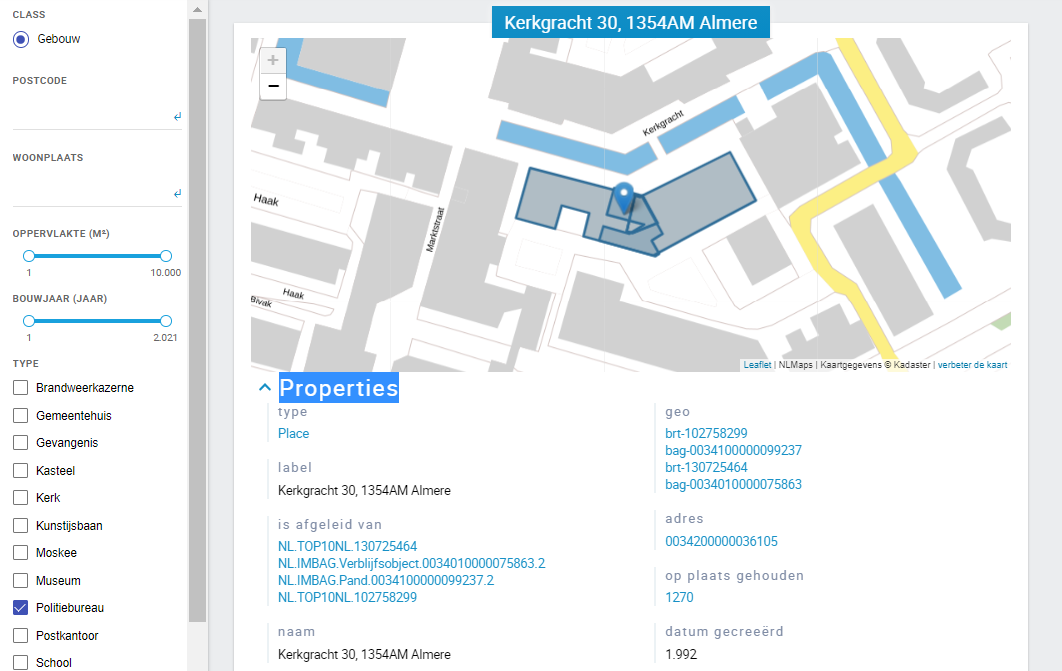 CLASS
Gebouw
POSTCODE
WOONPLAATS
OPPERVLAKTE (M²)
1 10.000
BOUWJAAR (JAAR)
1 2.021
TYPE
Brandweerkazerne
Gemeentehuis
Gevangenis
Kasteel
Kerk
Kunstijsbaan
Moskee
Museum
Politiebureau
Postkantoor
School
Kerkgracht 30, 1354AM Almere
+
−
Kerkgracht
Haak
Marktstraat
Haak
Bivak
Leaflet | NLMaps | Kaartgegevens © Kadaster | verbeter de kaart
Properties
type
Place
label
Kerkgracht 30, 1354AM Almere
is afgeleid van
NL.TOP10NL.130725464
NL.IMBAG.Verblijfsobject.0034010000075863.2
NL.IMBAG.Pand.0034100000099237.2
NL.TOP10NL.102758299
naam
Kerkgracht 30, 1354AM Almere
geo
brt-102758299
bag-0034100000099237
brt-130725464
bag-0034010000075863
adres
0034200000036105
op plaats gehouden
1270
datum gecreeërd
1.992